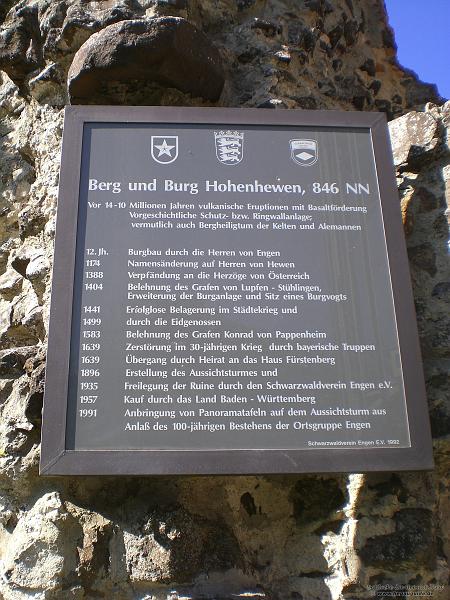 Berg und Burg Hohenhewen, 846 NN
Vor 14-10 Millionen Jahren vulkanische Eruptionen mit Basaltförderung
Vorgeschichtliche Schutz- bzw. Ringwallanlage;
vermutlich auch Bergheiligtum der Kelten und Alemannen
12. Jh. Burgbau durch die Herren von Engen
1174 Namensänderung auf Herren von Hewen
1388 Verpfändung an die Herzöge von Österreich
1404 Belehnung des Grafen von Lupfen - Stühlingen,
Erweiterung der Burganlage und Sitz eines Burgvogts
1441 Erfolglose Belagerung im Städtekrieg und
1499 durch die Eidgenossen
1583 Belehnung des Grafen Konrad von Pappenheim
1639 Zerstörung im 30-jährigen Krieg durch bayerische Truppen
1639 Übergang durch Heirat an das Haus Fürstenberg
1896 Erstellung des Aussichtsturmes und
1935 Freilegung der Ruine durch den Schwarzwaldverein Engen e.V.
1957 Kauf durch das Land Baden - Württemberg
1991 Anbringung von Panoramatafeln auf dem Aussichtsturm aus
Anlaß des 100-jährigen Bestehens der Ortsgruppe Engen
Schwarzwaldverein Engen E.V. 1992